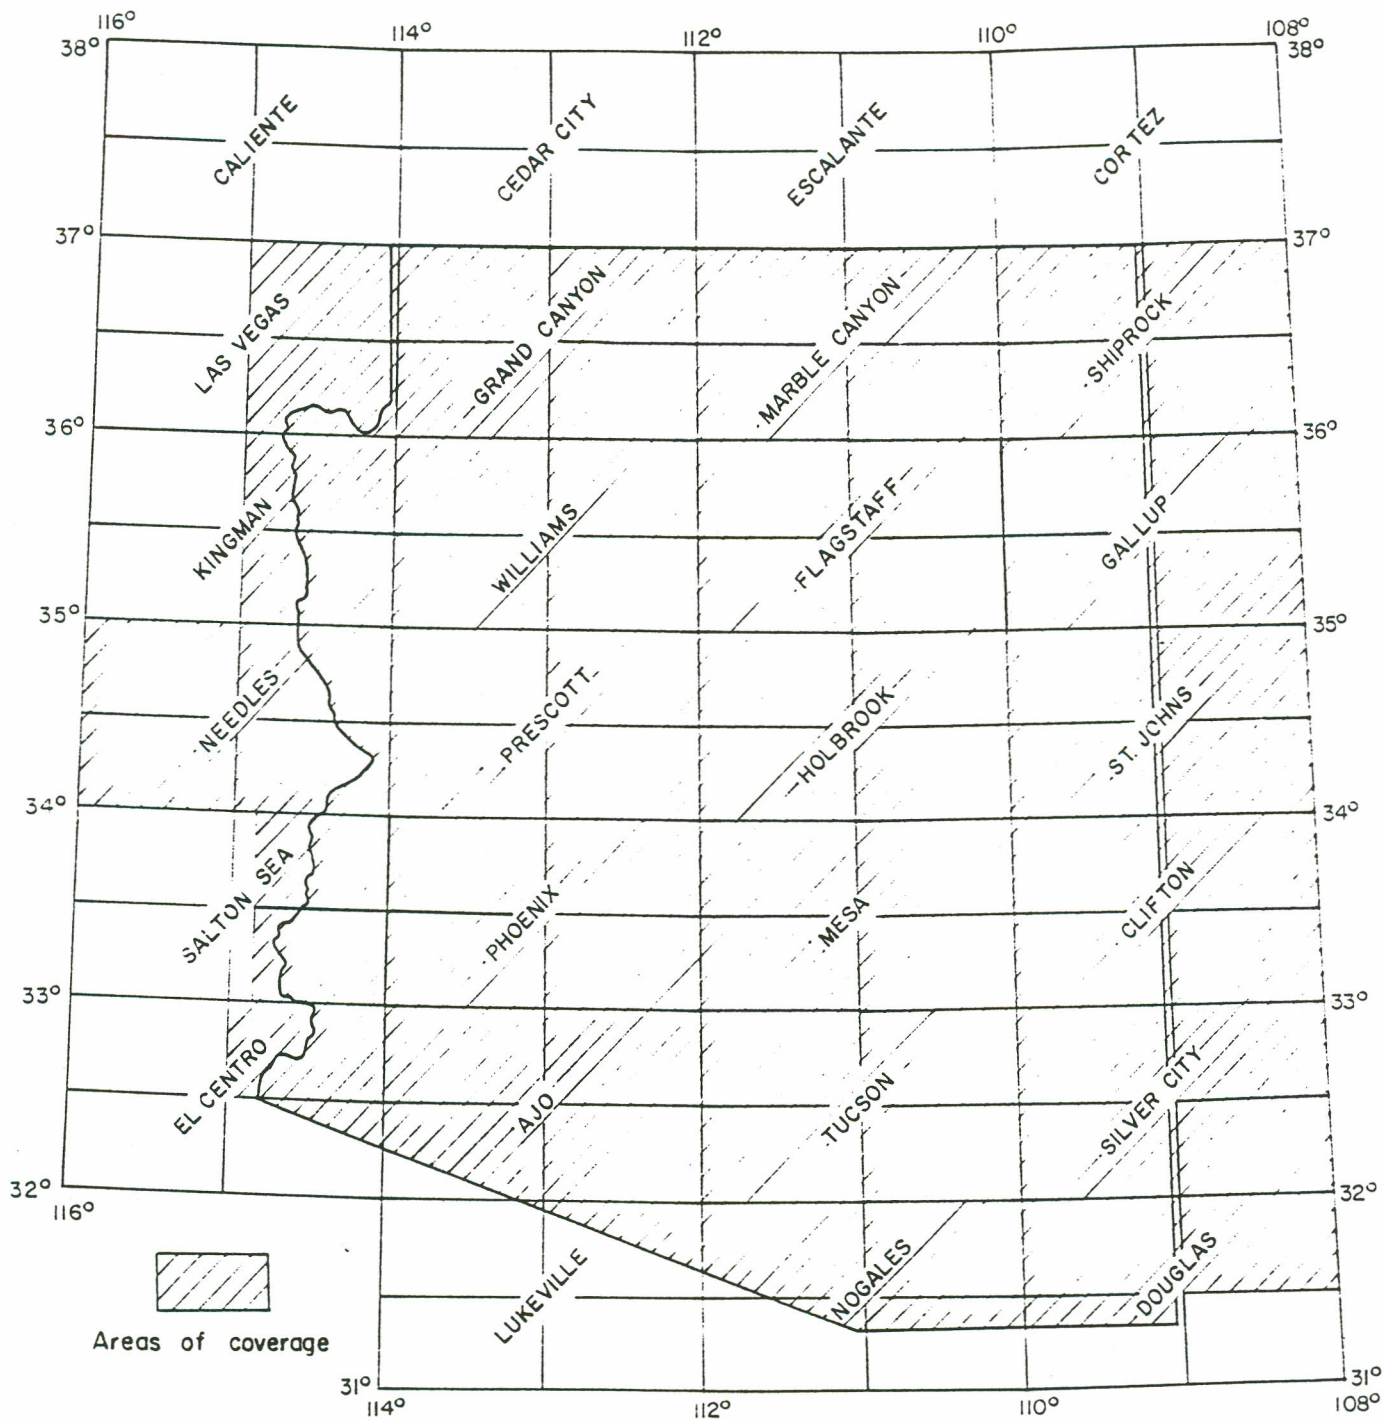 116° 114° 112° 110° 108°
38° 38°
CALIENTE CEDAR CITY ESCALANTE CORTEZ
37° 37°
LAS VEGAS GRAND CANYON MARBLE CANYON SHIPROCK
36° 36°
KINGMAN WILLIAMS FLAGSTAFF GALLUP
35° 35°
NEEDLES PRESCOTT HOLBROOK ST. JOHNS
34° 34°
SALTON SEA PHOENIX MESA CLIFTON
33° 33°
EL CENTRO AJO TUCSON SILVER CITY
32° 32°
116°
LUKEVILLE NOGALES DOUGLAS
Areas of coverage
31° 31°
114° 112° 110° 108°